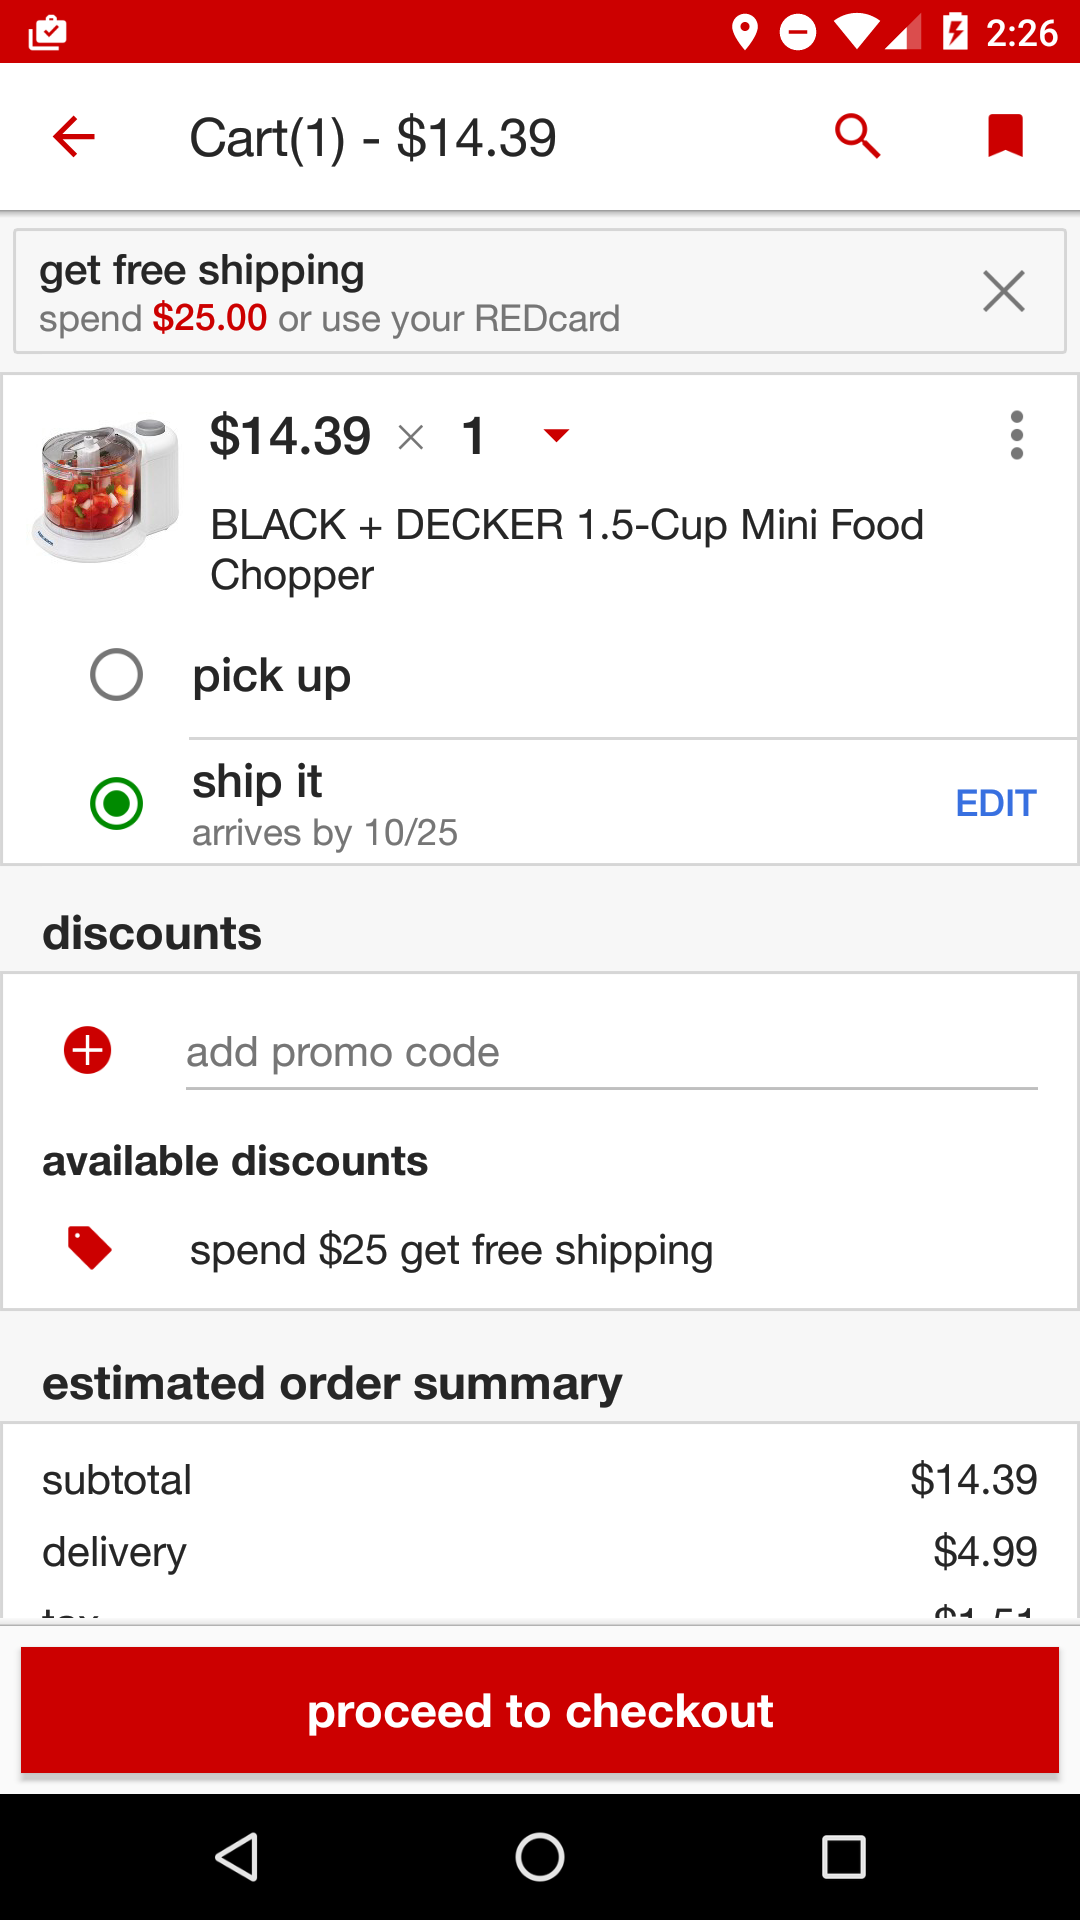 2:26
Cart(1) - $14.39
get free shipping
spend $25.00 or use your REDcard
$14.39 × 1
BLACK + DECKER 1.5-Cup Mini Food
Chopper
pick up
ship it
arrives by 10/25
EDIT
discounts
add promo code
available discounts
spend $25 get free shipping
estimated order summary
subtotal $14.39
delivery $4.99
tax $1.51
proceed to checkout